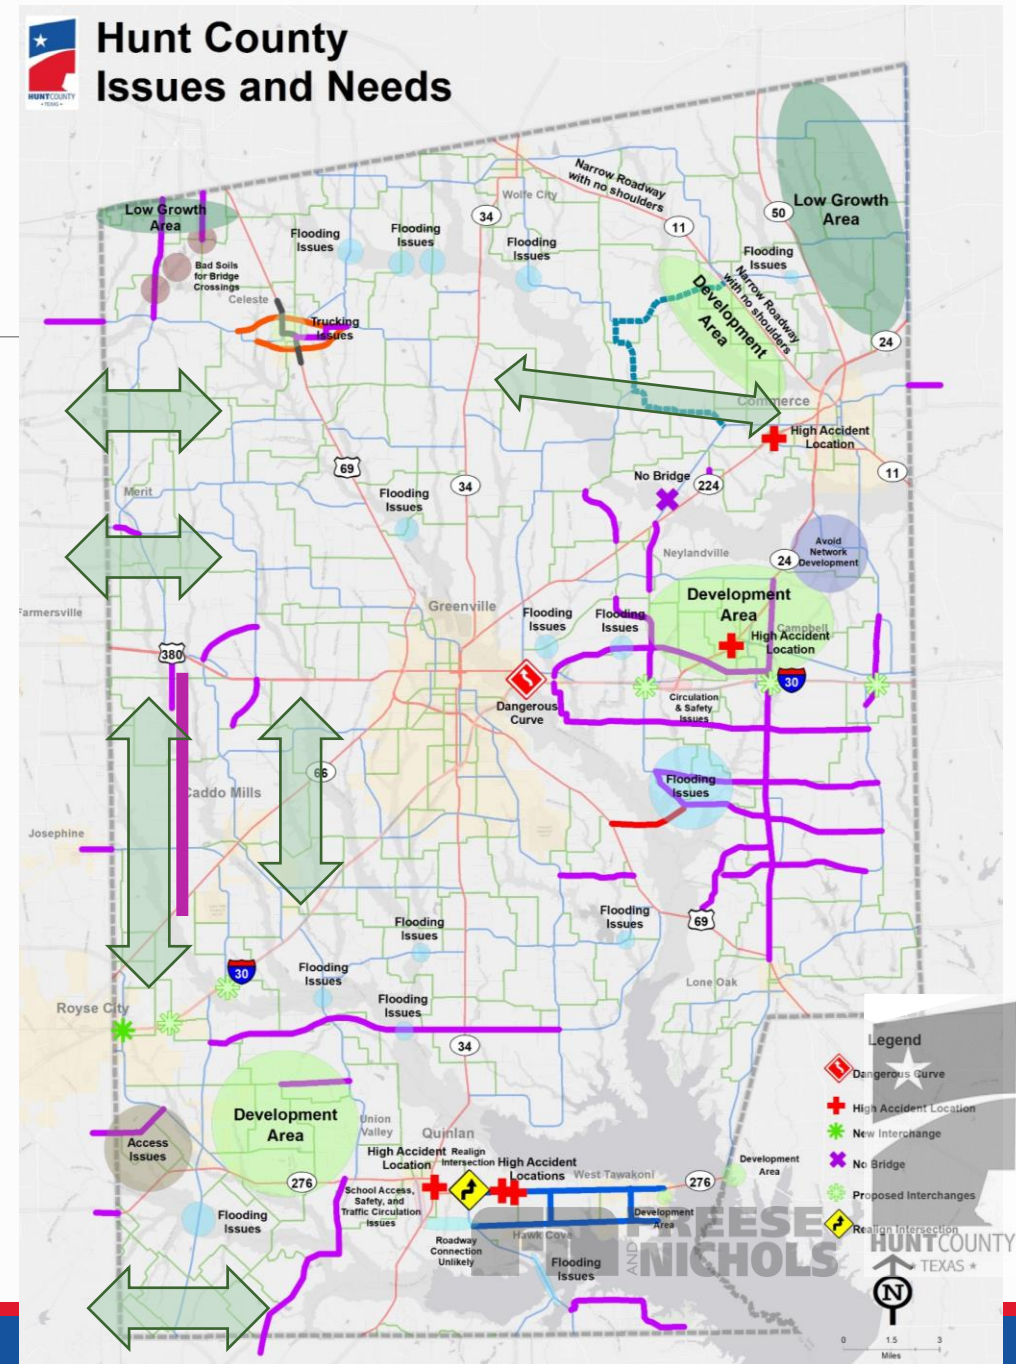 HUNTCOUNTY
• TEXAS •
Hunt County
Issues and Needs
Low Growth
Area
Bad Soils
for Bridge
Crossings
Celeste
Trucking
Issues
Flooding
Issues
Flooding
Issues
Flooding
Issues
Wolfe City
34
Narrow Roadway
with no shoulders
11
50
Low Growth
Area
Flooding
Issues
Narrow Roadway
with no shoulders
Development
Area
24
Commerce
High Accident
Location
11
69
34
Flooding
Issues
No Bridge
224
Merit
Neylandville
24
Avoid
Network
Development
Development
Area
Campbell
High Accident
Location
Farmersville
Greenville
Flooding
Issues
Flooding
Issues
380
Dangerous
Curve
30
Circulation
& Safety
Issues
66
Caddo Mills
Flooding
Issues
Josephine
69
Flooding
Issues
Flooding
Issues
30
Flooding
Issues
Flooding
Issues
Lone Oak
Royse City
34
Development
Area
Access
Issues
Union
Valley
Quinlan
High Accident
Location
Realign
Intersection
High Accident
Locations
West Tawakoni
276
276
Development
Area
School Access,
Safety, and
Traffic Circulation
Issues
Development
Area
Flooding
Issues
Roadway
Connection
Unlikely
Hawk Cove
Flooding
Issues
FREESE
AND
NICHOLS
Legend
Dangerous Curve
High Accident Location
New Interchange
No Bridge
Proposed Interchanges
Realign Intersection
HUNTCOUNTY
★ TEXAS ★
N
0 1.5 3
Miles